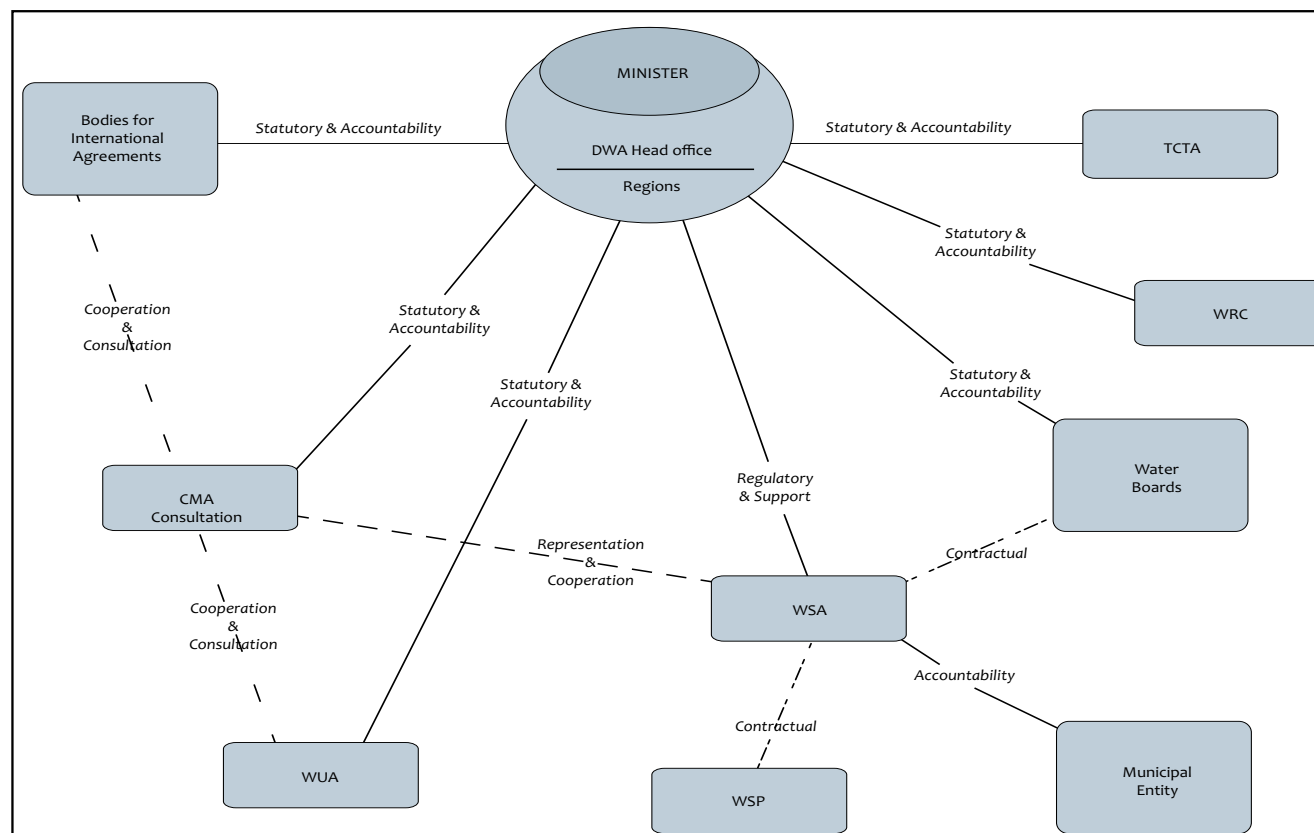 MINISTER
DWA Head office
Regions
Bodies for
International
Agreements
Statutory & Accountability
Statutory & Accountability
TCTA
Statutory &
Accountability
WRC
Cooperation
&
Consultation
Statutory &
Accountability
Statutory &
Accountability
Statutory &
Accountability
Regulatory
& Support
Water
Boards
CMA
Consultation
Representation
&
Cooperation
Contractual
WSA
Cooperation
&
Consultation
Accountability
Contractual
WUA
WSP
Municipal
Entity